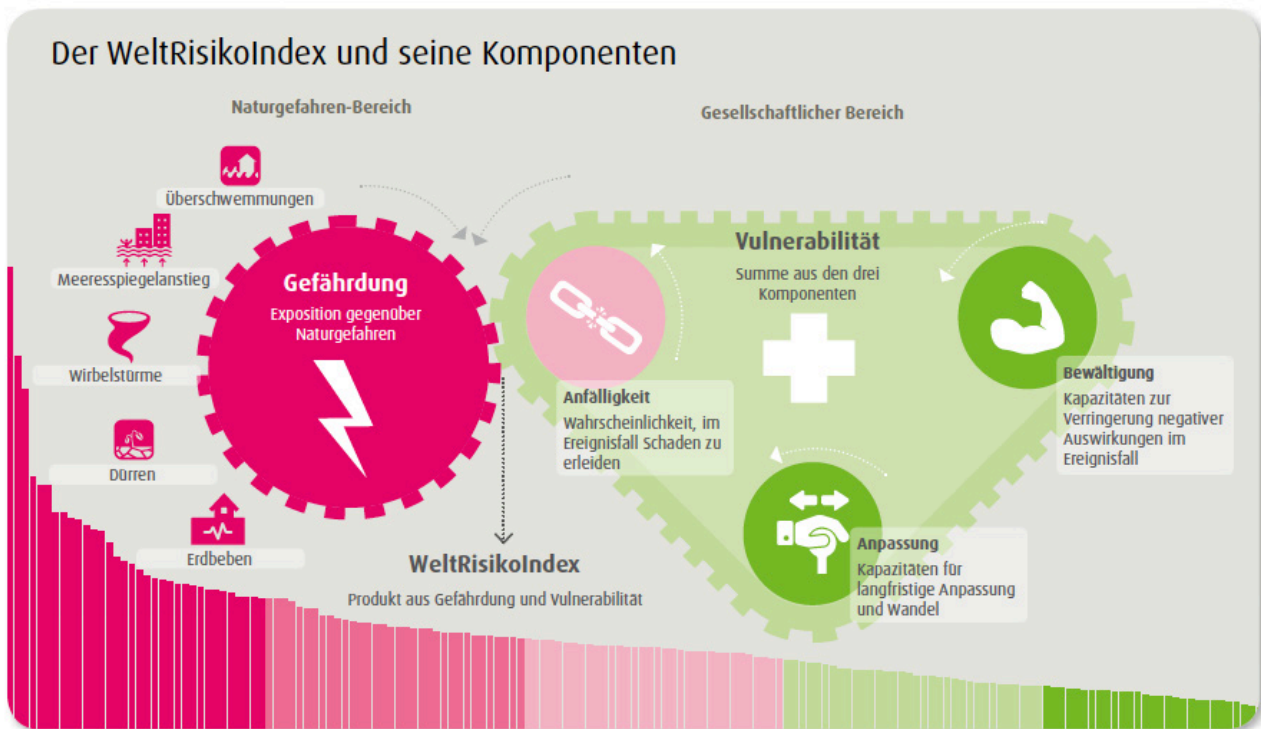 Der WeltRisikoIndex und seine Komponenten
Naturgefahren-Bereich
Gesellschaftlicher Bereich
Überschwemmungen
Meeresspiegelanstieg
Wirbelstürme
Dürren
Erdbeben
Gefährdung
Exposition gegenüber
Naturgefahren
Vulnerabilität
Summe aus den drei
Komponenten
Anfälligkeit
Wahrscheinlichkeit, im
Ereignisfall Schaden zu
erleiden
Bewältigung
Kapazitäten zur
Verringerung negativer
Auswirkungen im
Ereignisfall
Anpassung
Kapazitäten für
langfristige Anpassung
und Wandel
WeltRisikoIndex
Produkt aus Gefährdung und Vulnerabilität